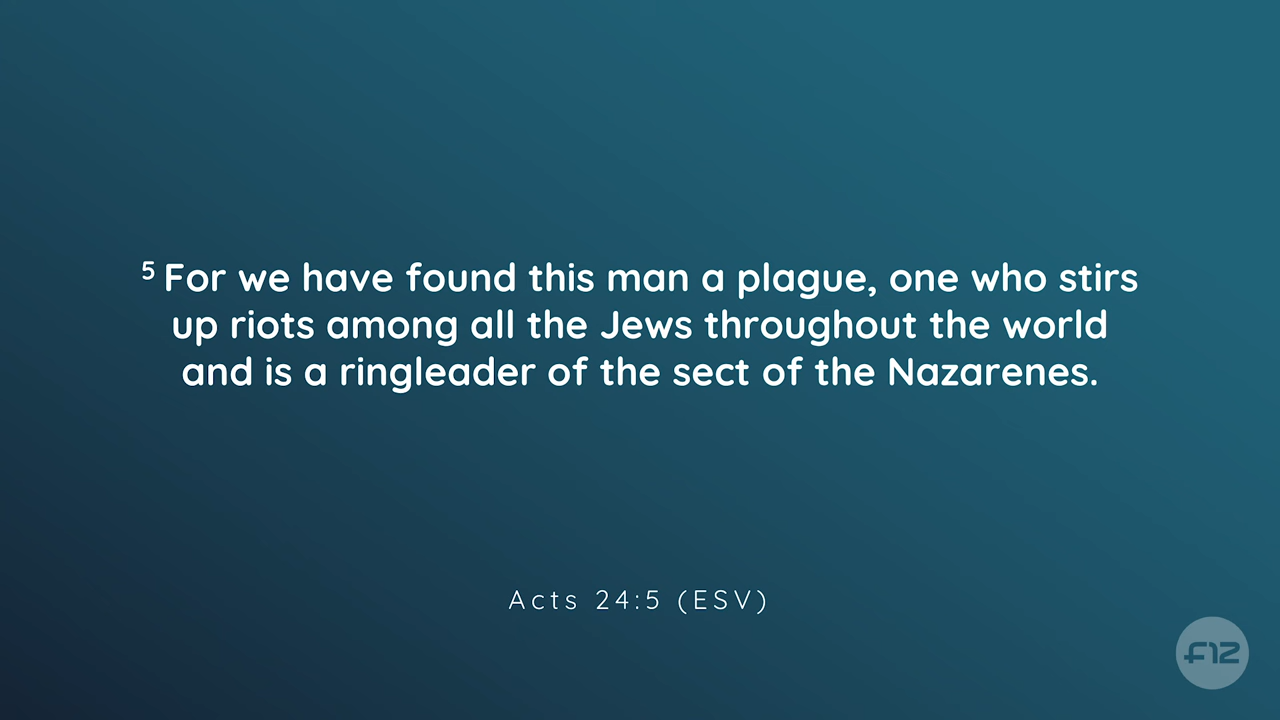 5 For we have found this man a plague, one who stirs
up riots among all the Jews throughout the world
and is a ringleader of the sect of the Nazarenes.
Acts 24:5 (ESV)
F12